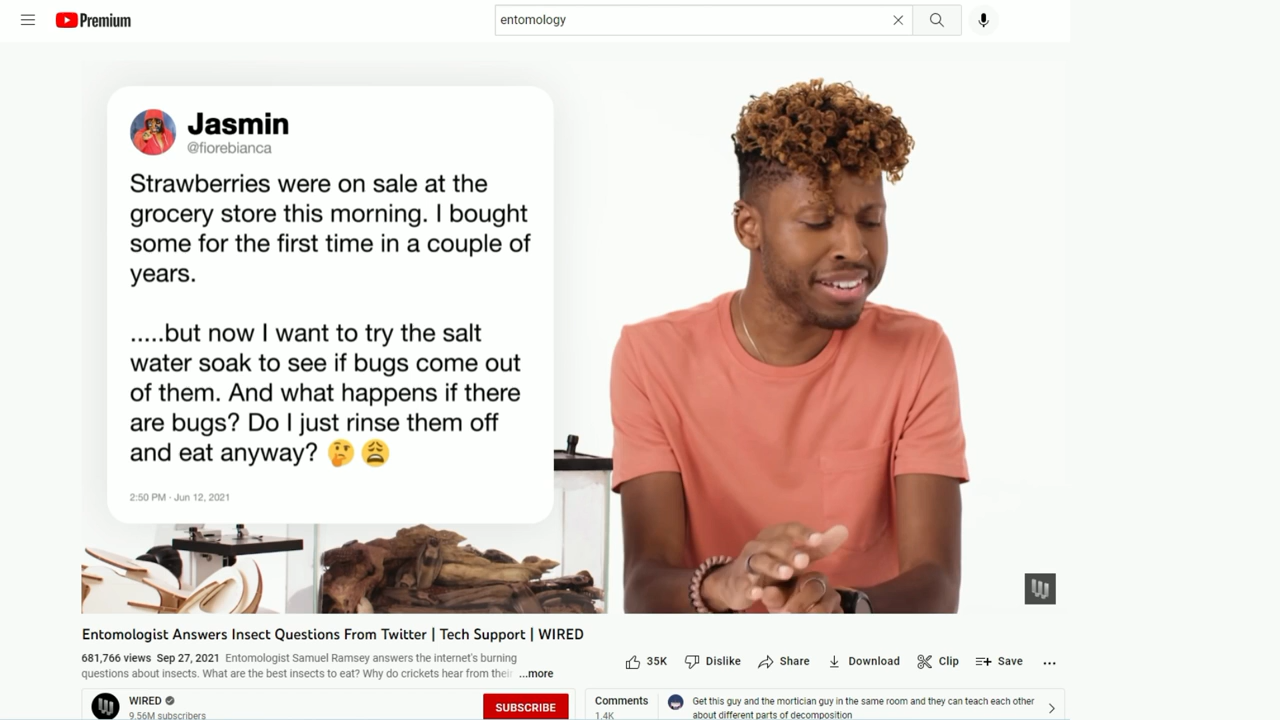 Premium
entomology
Jasmin
@fiorebianca
Strawberries were on sale at the
grocery store this morning. I bought
some for the first time in a couple of
years.
.....but now I want to try the salt
water soak to see if bugs come out
of them. And what happens if there
are bugs? Do I just rinse them off
and eat anyway? 🤔😩
2:50 PM · Jun 12, 2021
Entomologist Answers Insect Questions From Twitter | Tech Support | WIRED
681,766 views Sep 27, 2021 Entomologist Samuel Ramsey answers the internet's burning
questions about insects. What are the best insects to eat? Why do crickets hear from their ...more
35K Dislike Share Download Clip Save
WIRED
9.56M subscribers
SUBSCRIBE
Comments
1.4K
Get this guy and the mortician guy in the same room and they can teach each other
about different parts of decomposition